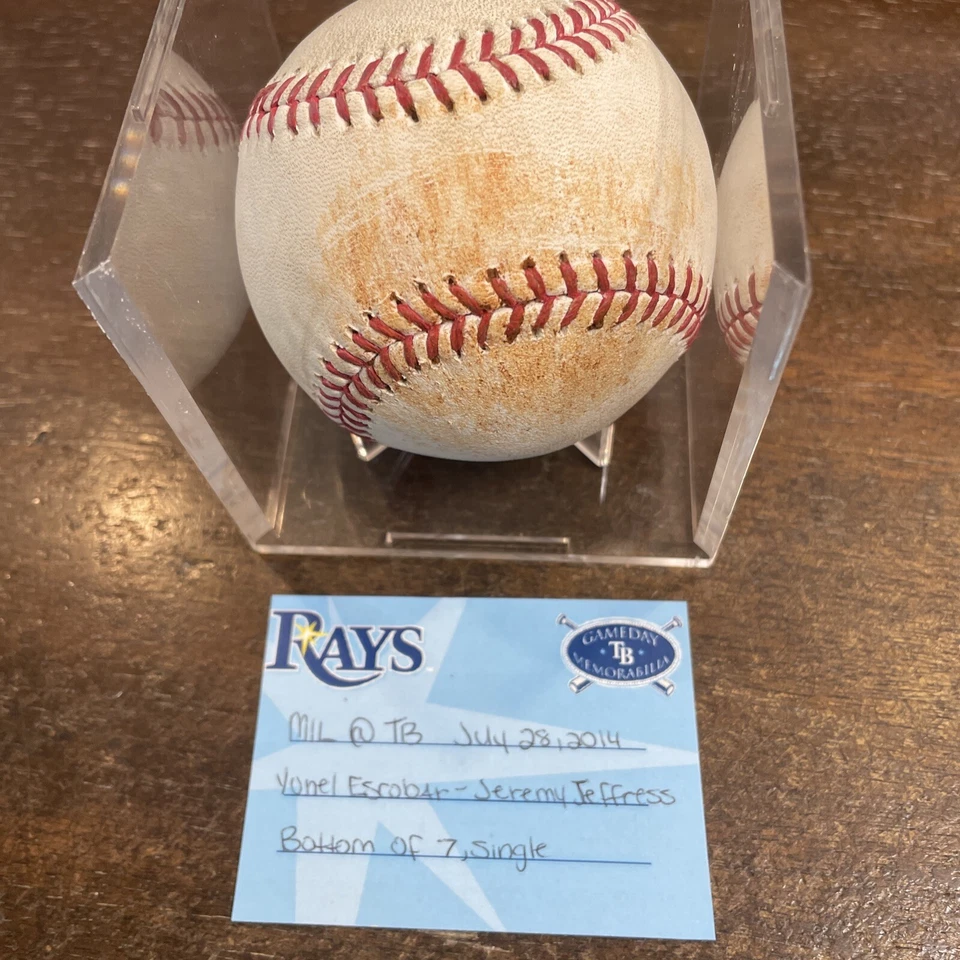 RAYS
GAMEDAY
TB
MEMORABILIA
MIL @ TB July 28, 2014
Yunel Escobar - Jeremy Jeffress
Bottom of 7, Single